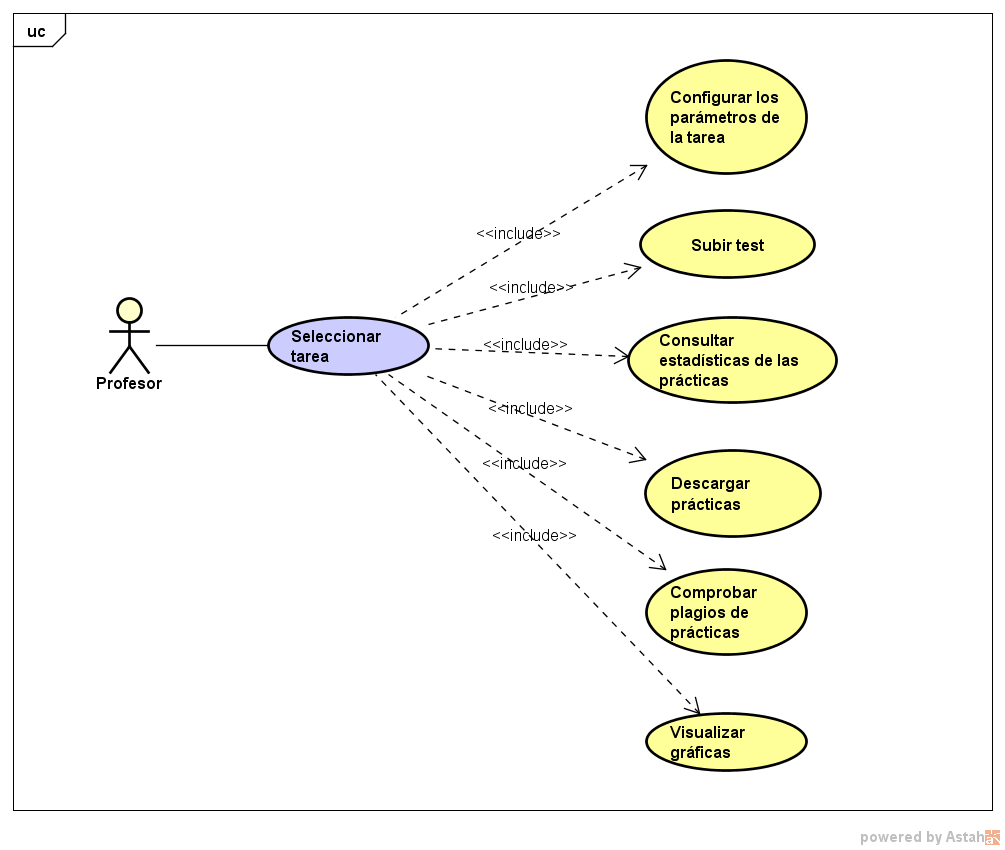 uc
Configurar los
parámetros de
la tarea
<<include>>
Subir test
<<include>>
Seleccionar
tarea
<<include>>
Consultar
estadísticas de las
prácticas
Profesor
<<include>>
Descargar
prácticas
<<include>>
Comprobar
plagios de
prácticas
<<include>>
Visualizar
gráficas
powered by Astah